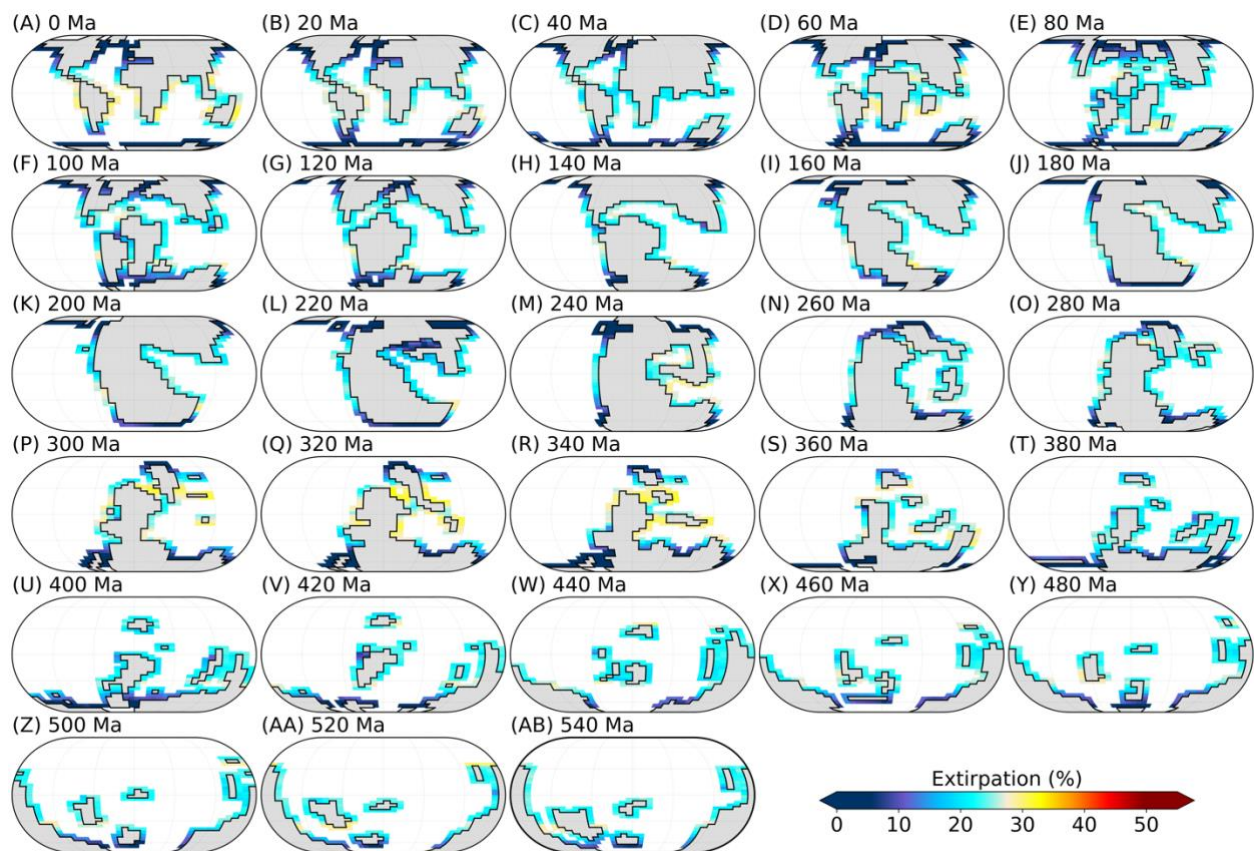 (A) 0 Ma (B) 20 Ma (C) 40 Ma (D) 60 Ma (E) 80 Ma
(F) 100 Ma (G) 120 Ma (H) 140 Ma (I) 160 Ma (J) 180 Ma
(K) 200 Ma (L) 220 Ma (M) 240 Ma (N) 260 Ma (O) 280 Ma
(P) 300 Ma (Q) 320 Ma (R) 340 Ma (S) 360 Ma (T) 380 Ma
(U) 400 Ma (V) 420 Ma (W) 440 Ma (X) 460 Ma (Y) 480 Ma
(Z) 500 Ma (AA) 520 Ma (AB) 540 Ma
Extirpation (%)
0 10 20 30 40 50